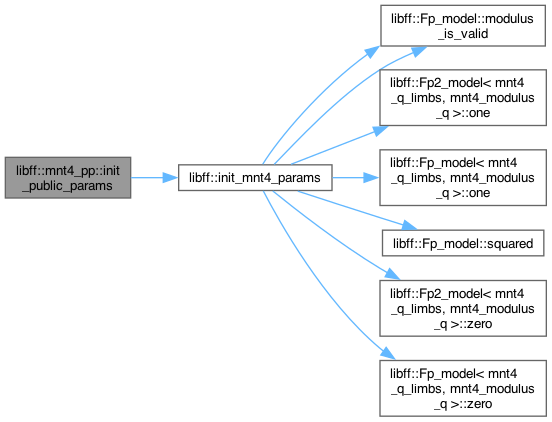 libff::mnt4_pp::init
_public_params
libff::init_mnt4_params
libff::Fp_model::modulus
_is_valid
libff::Fp2_model< mnt4
_q_limbs, mnt4_modulus
_q >::one
libff::Fp_model< mnt4
_q_limbs, mnt4_modulus
_q >::one
libff::Fp_model::squared
libff::Fp2_model< mnt4
_q_limbs, mnt4_modulus
_q >::zero
libff::Fp_model< mnt4
_q_limbs, mnt4_modulus
_q >::zero